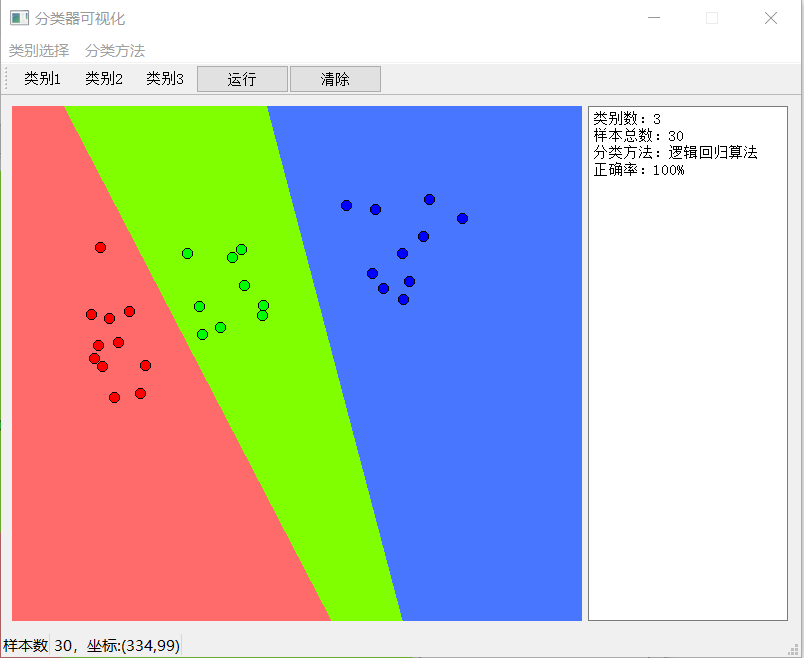 分类器可视化
类别选择 分类方法
类别1 类别2 类别3 运行 清除
类别数：3
样本总数：30
分类方法：逻辑回归算法
正确率：100%
样本数 30，坐标:(334,99)